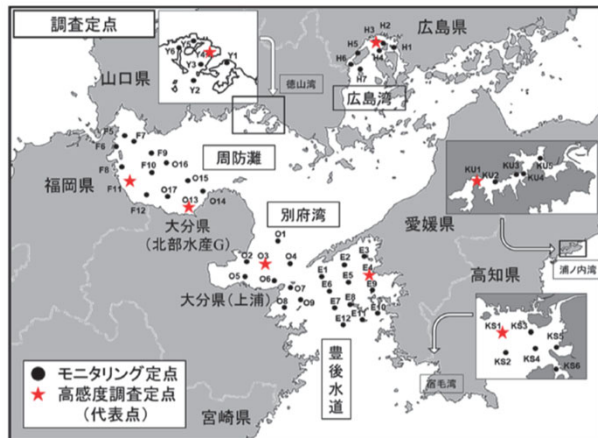 調査定点
広島県
山口県
Y6
Y4
Y1
Y3
Y2
徳山湾
H3
H2
H1
H4
H5
H6
H7
広島湾
周防灘
F5
F6
F7
F8
F9
F10
O16
F11
O15
O17
O13
O14
F12
福岡県
大分県
(北部水産G)
別府湾
愛媛県
KU1
KU2
KU3
KU4
KU5
浦ノ内湾
高知県
O1
O2
O3
O4
O5
O6
O7
O8
O9
大分県(上浦)
E1
E2
E3
E4
E5
E6
E7
E8
E9
E10
E11
E12
豊後水道
KS1
KS2
KS3
KS4
KS5
KS6
宿毛湾
宮崎県
モニタリング定点
高感度調査定点
(代表点)